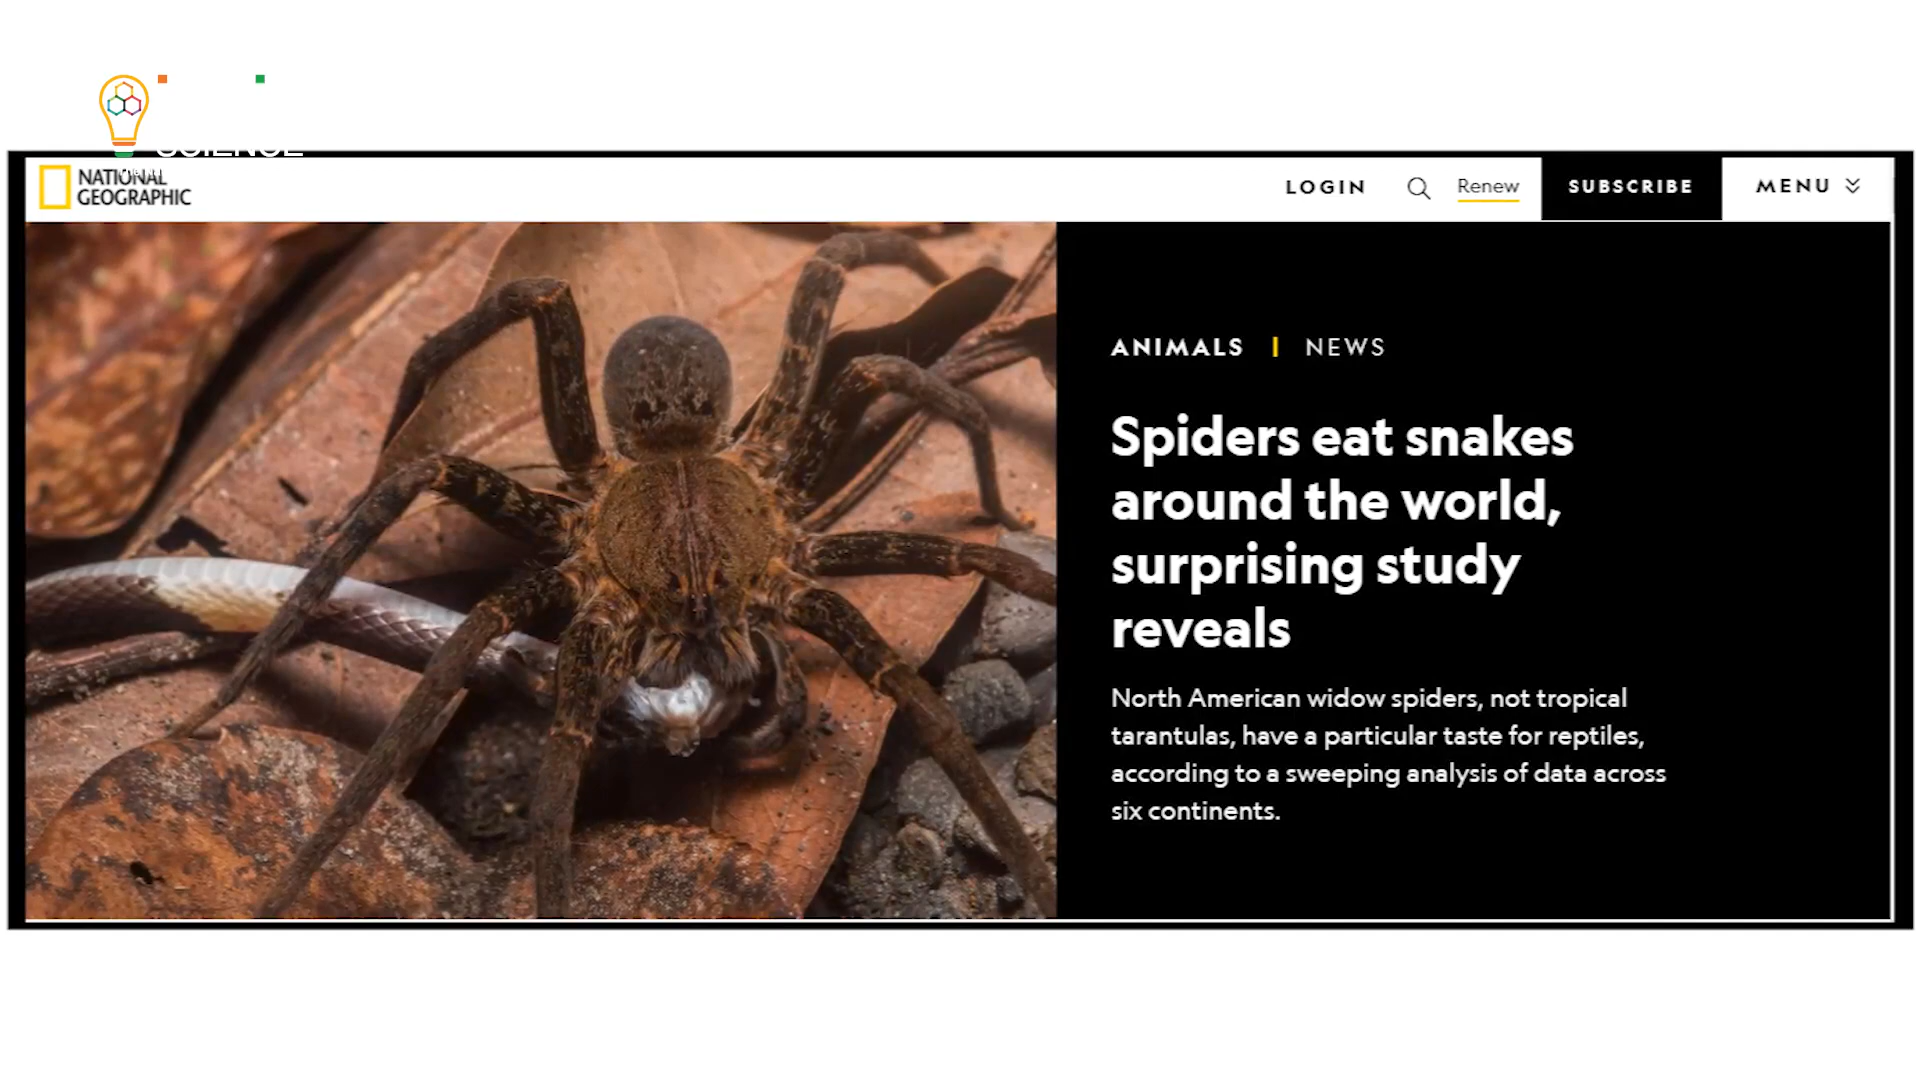 SCIENCE
NATIONAL
GEOGRAPHIC
LOGIN
Renew
SUBSCRIBE
MENU
ANIMALS | NEWS
Spiders eat snakes
around the world,
surprising study
reveals
North American widow spiders, not tropical
tarantulas, have a particular taste for reptiles,
according to a sweeping analysis of data across
six continents.